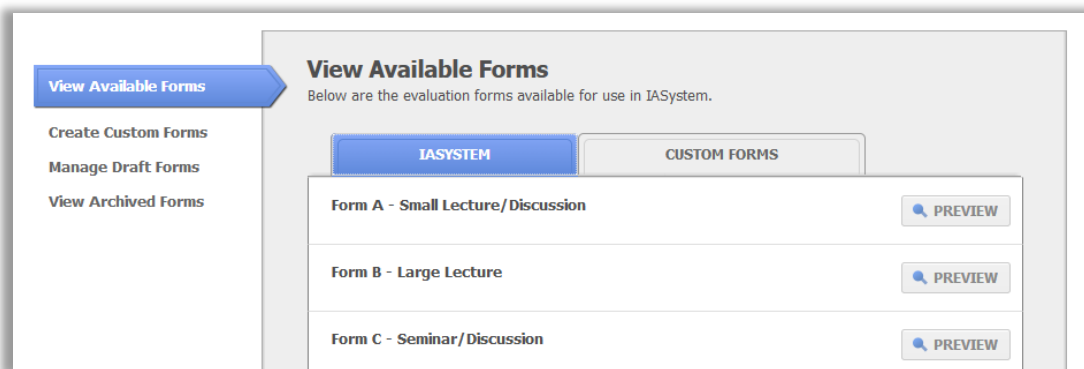 View Available Forms
Create Custom Forms
Manage Draft Forms
View Archived Forms
View Available Forms
Below are the evaluation forms available for use in IASystem.
IASYSTEM
CUSTOM FORMS
Form A - Small Lecture/Discussion
PREVIEW
Form B - Large Lecture
PREVIEW
Form C - Seminar/Discussion
PREVIEW